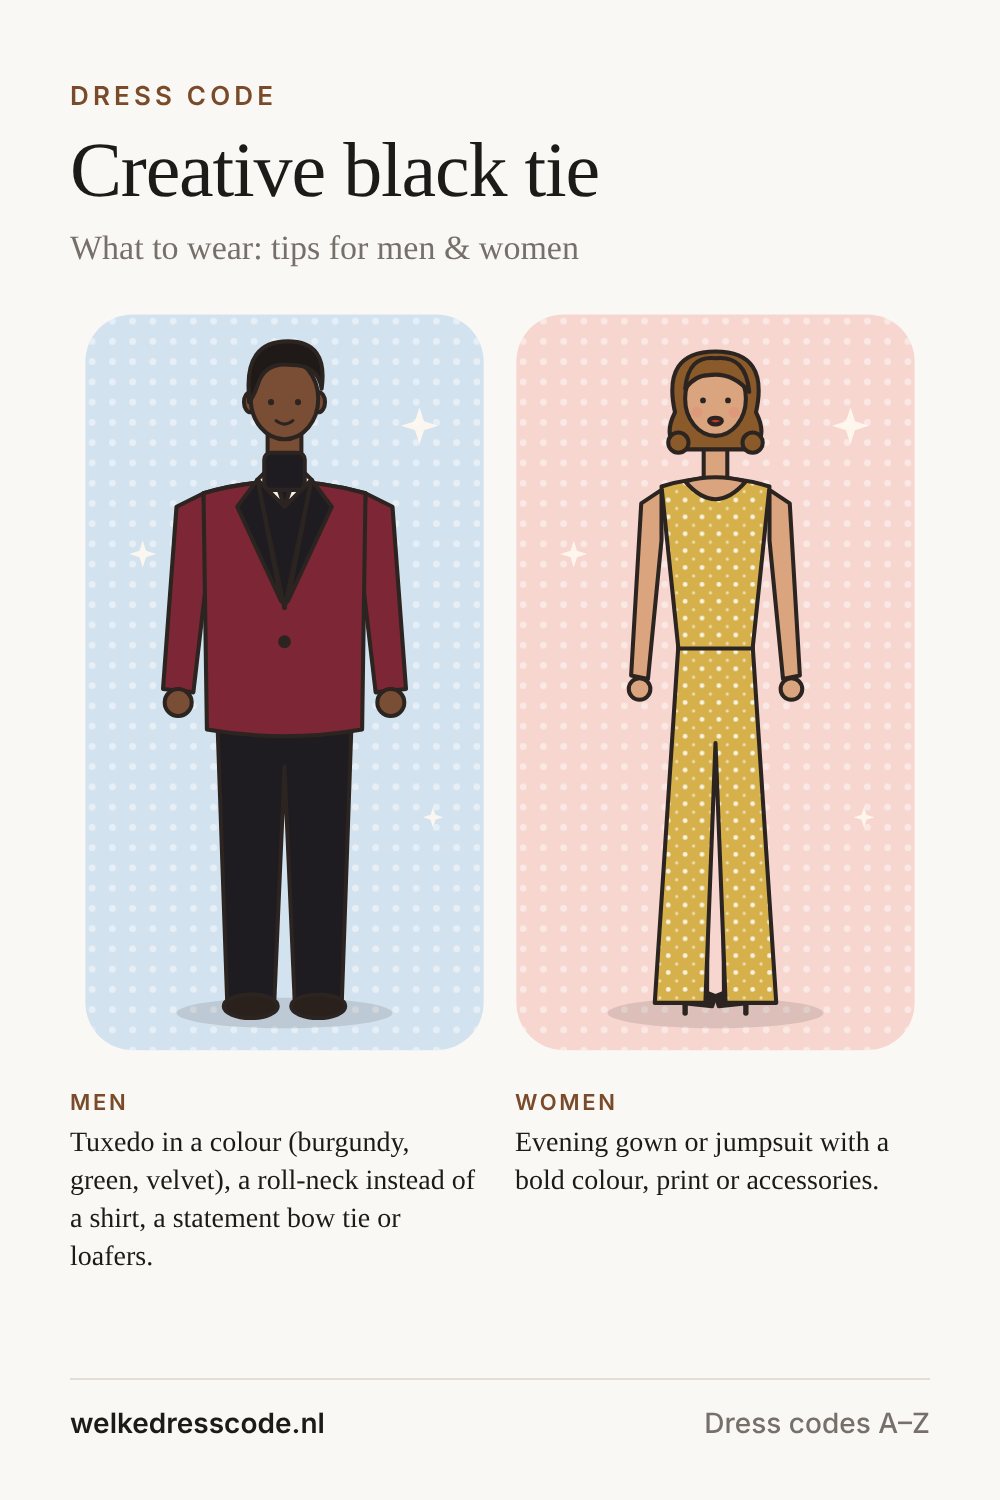 DRESS CODE
Creative black tie
What to wear: tips for men & women
MEN
Tuxedo in a colour (burgundy,
green, velvet), a roll-neck instead of
a shirt, a statement bow tie or
loafers.
WOMEN
Evening gown or jumpsuit with a
bold colour, print or accessories.
welkedresscode.nl
Dress codes A–Z